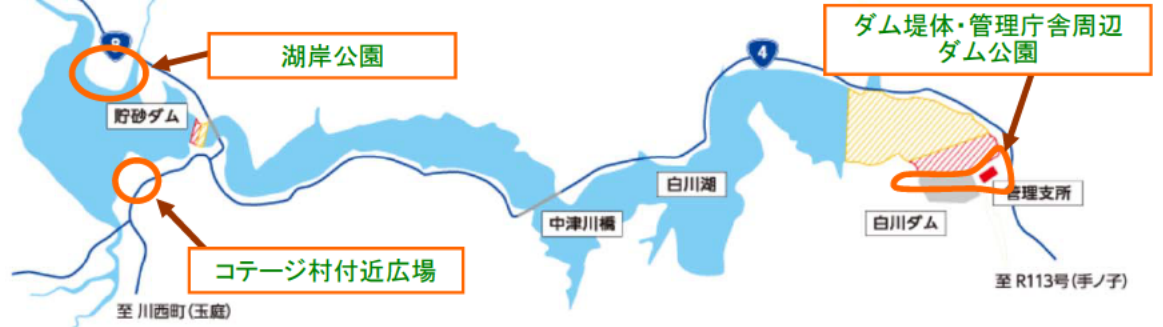 8
湖岸公園
貯砂ダム
4
ダム堤体・管理庁舎周辺
ダム公園
白川湖
中津川橋
管理支所
白川ダム
コテージ村付近広場
至 R113号(手ノ子)
至 川西町(玉庭)